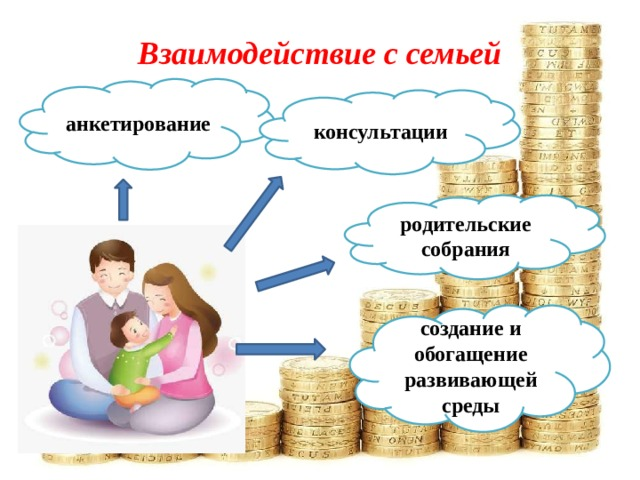 Взаимодействие с семьей
анкетирование
консультации
родительские
собрания
создание и
обогащение
развивающей
среды